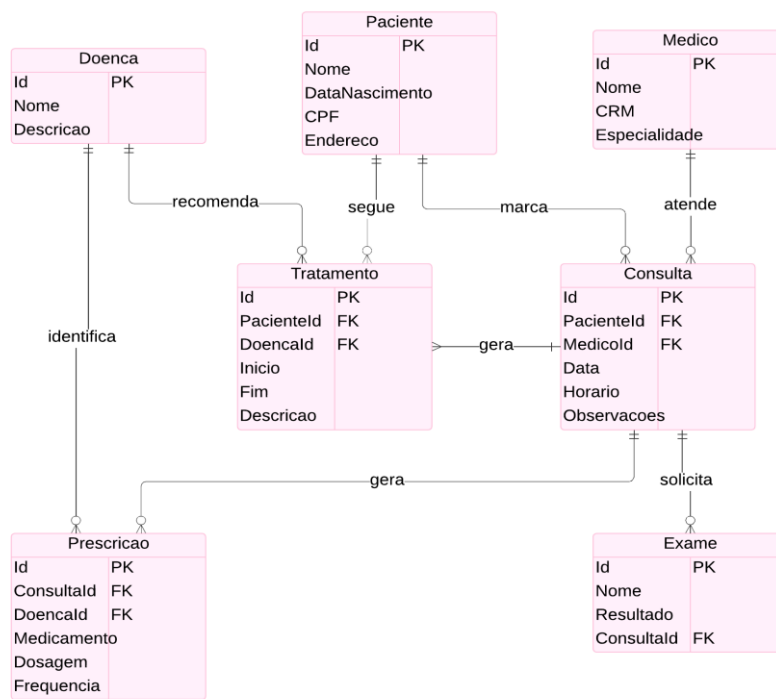 Doenca
Id PK
Nome
Descricao
Paciente
Id PK
Nome
DataNascimento
CPF
Endereco
Medico
Id PK
Nome
CRM
Especialidade
recomenda
segue
marca
atende
Tratamento
Id PK
PacienteId FK
DoencaId FK
Inicio
Fim
Descricao
gera
Consulta
Id PK
PacienteId FK
MedicoId FK
Data
Horario
Observacoes
identifica
gera
solicita
Prescricao
Id PK
ConsultaId FK
DoencaId FK
Medicamento
Dosagem
Frequencia
Exame
Id PK
Nome
Resultado
ConsultaId FK